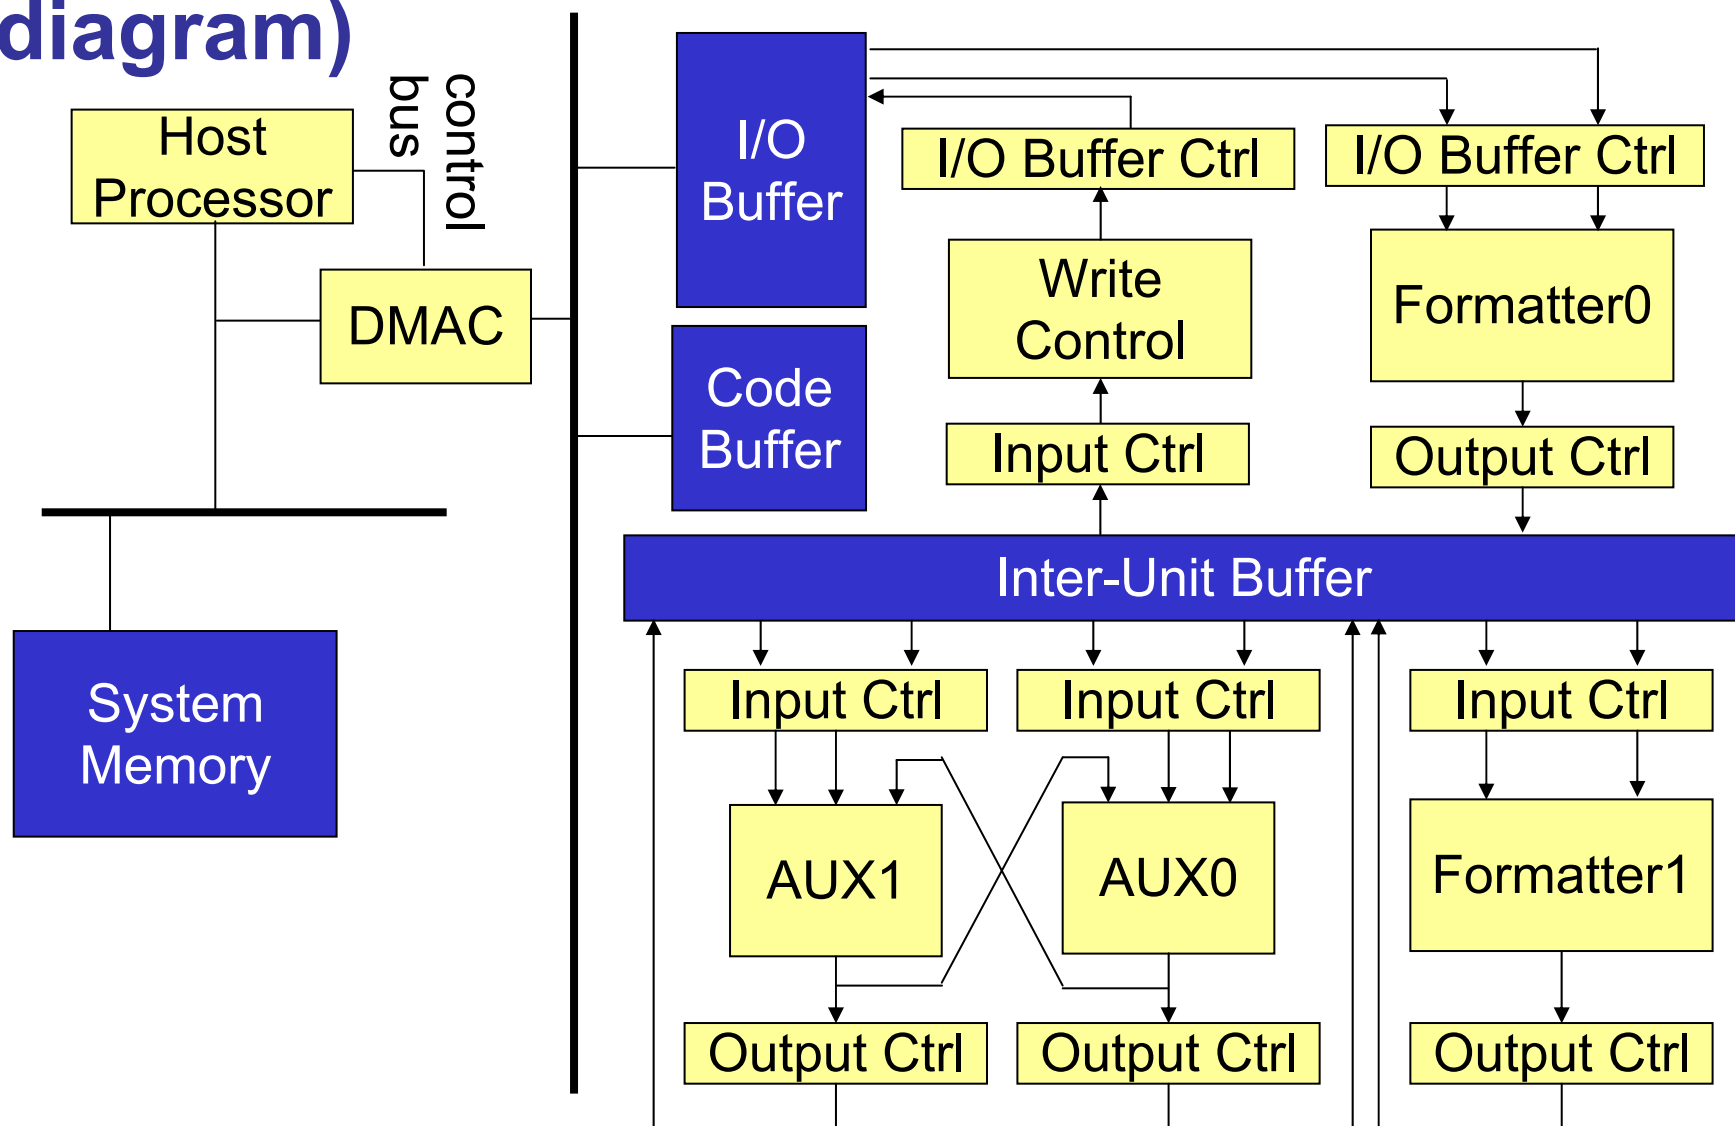 diagram)
control
bus
Host
Processor
DMAC
System
Memory
I/O
Buffer
Code
Buffer
I/O Buffer Ctrl
Write
Control
Input Ctrl
I/O Buffer Ctrl
Formatter0
Output Ctrl
Inter-Unit Buffer
Input Ctrl
Input Ctrl
Input Ctrl
AUX1
AUX0
Formatter1
Output Ctrl
Output Ctrl
Output Ctrl